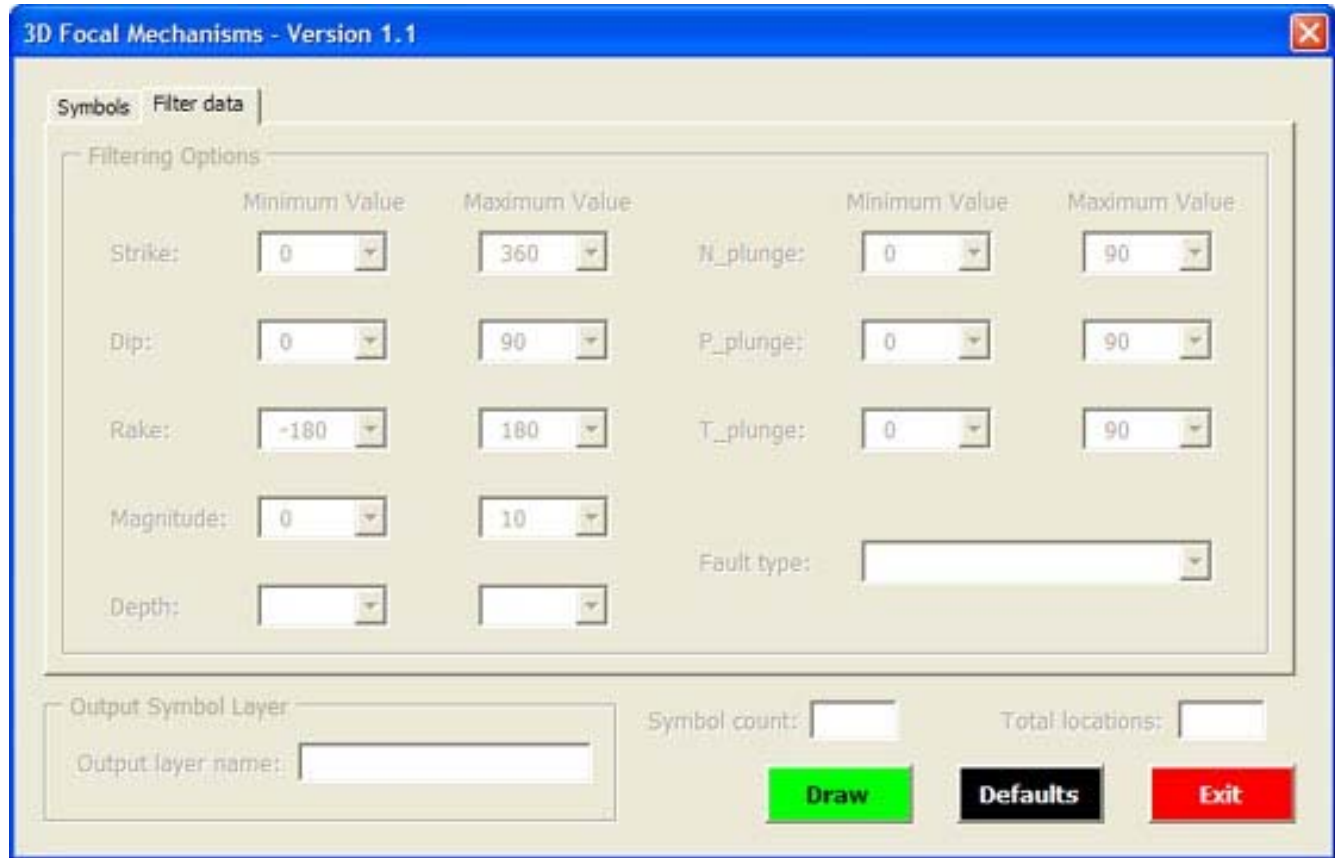 3D Focal Mechanisms - Version 1.1
Symbols Filter data
Filtering Options
Minimum Value Maximum Value Minimum Value Maximum Value
Strike: 0 360 N_plunge: 0 90
Dip: 0 90 P_plunge: 0 90
Rake: -180 180 T_plunge: 0 90
Magnitude: 0 10
Fault type:
Depth:
Output Symbol Layer
Symbol count: Total locations:
Output layer name:
Draw Defaults Exit